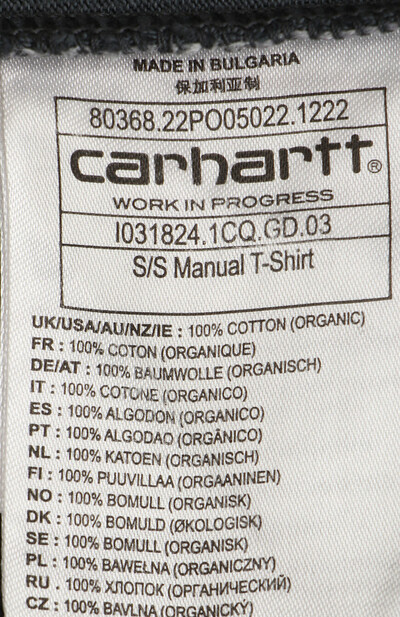 MADE IN BULGARIA
保加利亚制
80368.22PO05022.1222
carhartt®
WORK IN PROGRESS
I031824.1CQ.GD.03
S/S Manual T-Shirt
UK/USA/AU/NZ/IE : 100% COTTON (ORGANIC)
FR : 100% COTON (ORGANIQUE)
DE/AT : 100% BAUMWOLLE (ORGANISCH)
IT : 100% COTONE (ORGANICO)
ES : 100% ALGODON (ORGANICO)
PT : 100% ALGODAO (ORGÂNICO)
NL : 100% KATOEN (ORGANISCH)
FI : 100% PUUVILLAA (ORGAANINEN)
NO : 100% BOMULL (ORGANISK)
DK : 100% BOMULD (ØKOLOGISK)
SE : 100% BOMULL (ORGANISK)
PL : 100% BAWEŁNA (ORGANICZNY)
RU . 100% ХЛОПОК (ОРГАНИЧЕСКИЙ)
CZ : 100% BAVLNA (ORGANICKÝ)